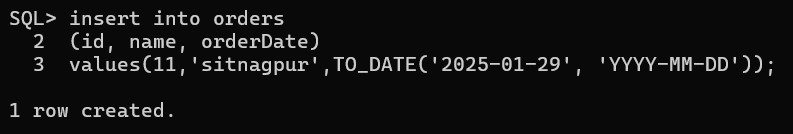 SQL> insert into orders
2 (id, name, orderDate)
3 values(11,'sitnagpur',TO_DATE('2025-01-29', 'YYYY-MM-DD'));
1 row created.